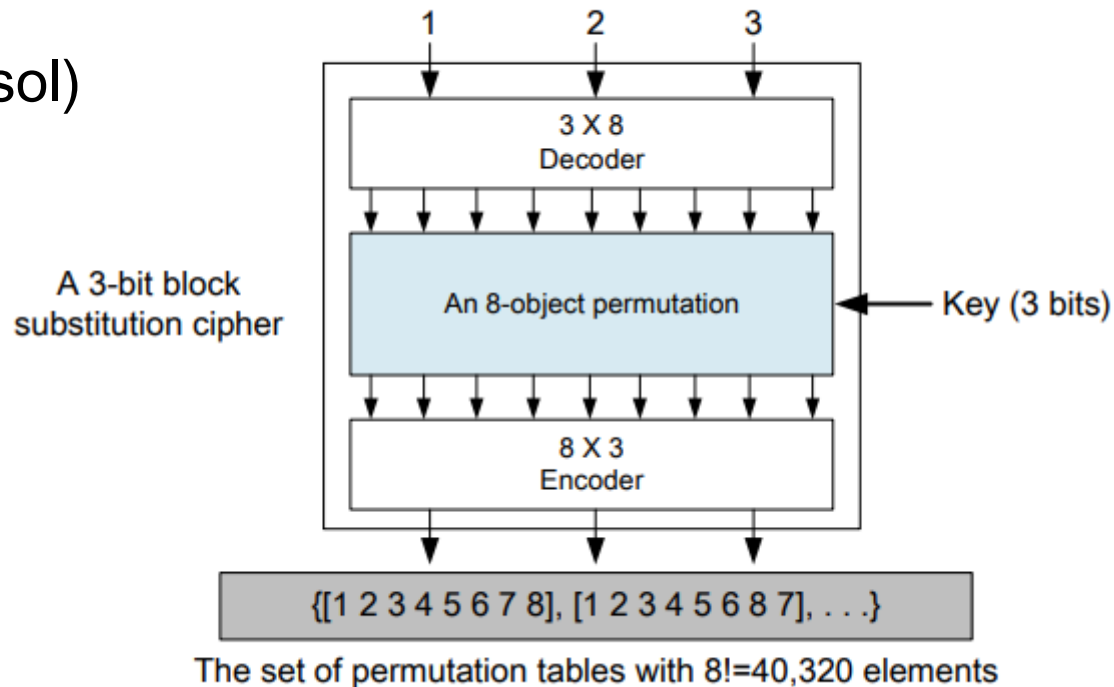 sol)
1 2 3
3 X 8
Decoder
A 3-bit block
substitution cipher
An 8-object permutation
Key (3 bits)
8 X 3
Encoder
{[1 2 3 4 5 6 7 8], [1 2 3 4 5 6 8 7], . . .}
The set of permutation tables with 8!=40,320 elements